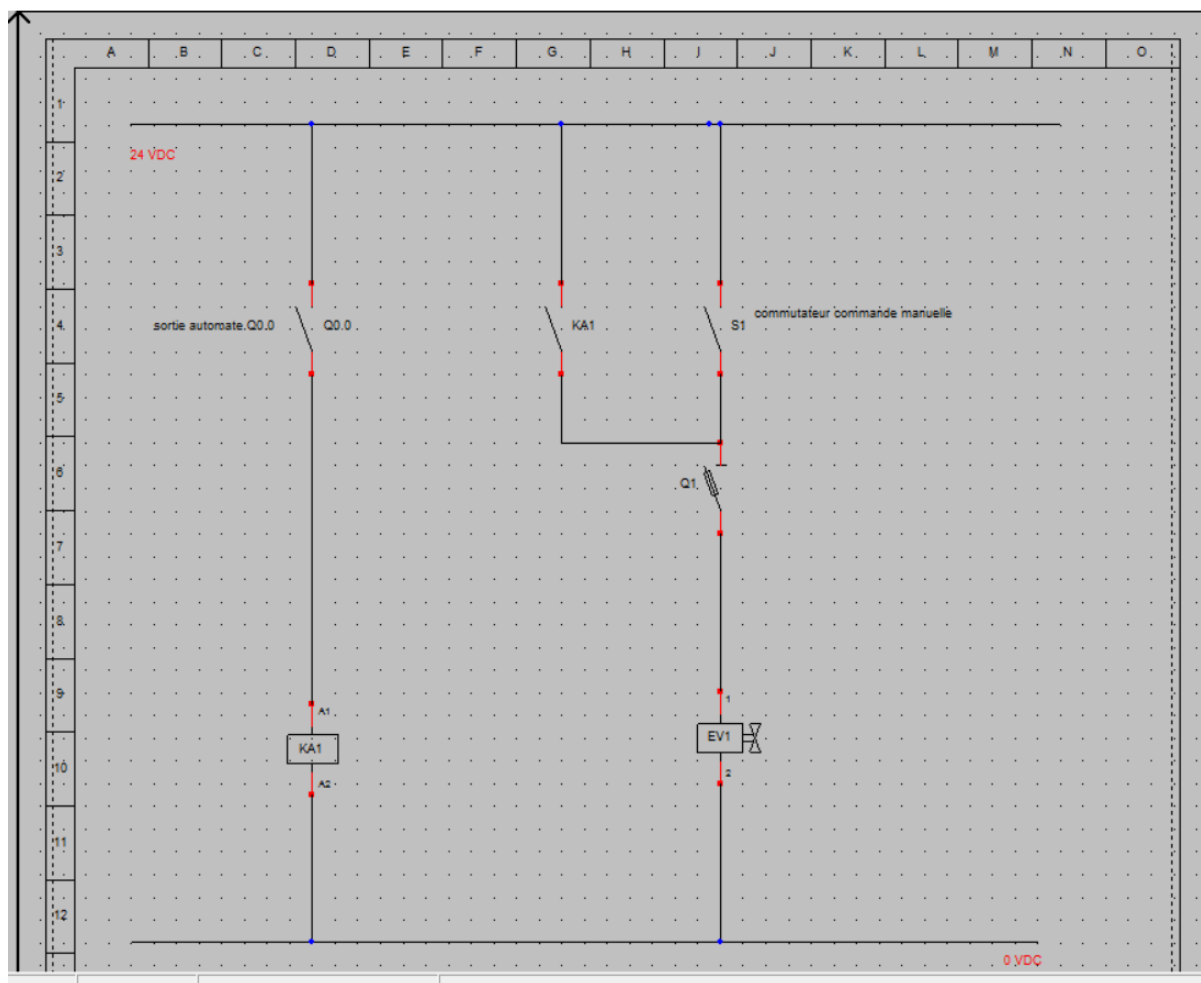 A B C D E F G H I J K L M N O
1
24 VDC
2
3
4
sortie automate Q0.0
Q0.0
KA1
S1
commutateur commande manuelle
5
6
Q1
7
8
9
A1
1
KA1
EV1
10
A2
2
11
12
0 VDC